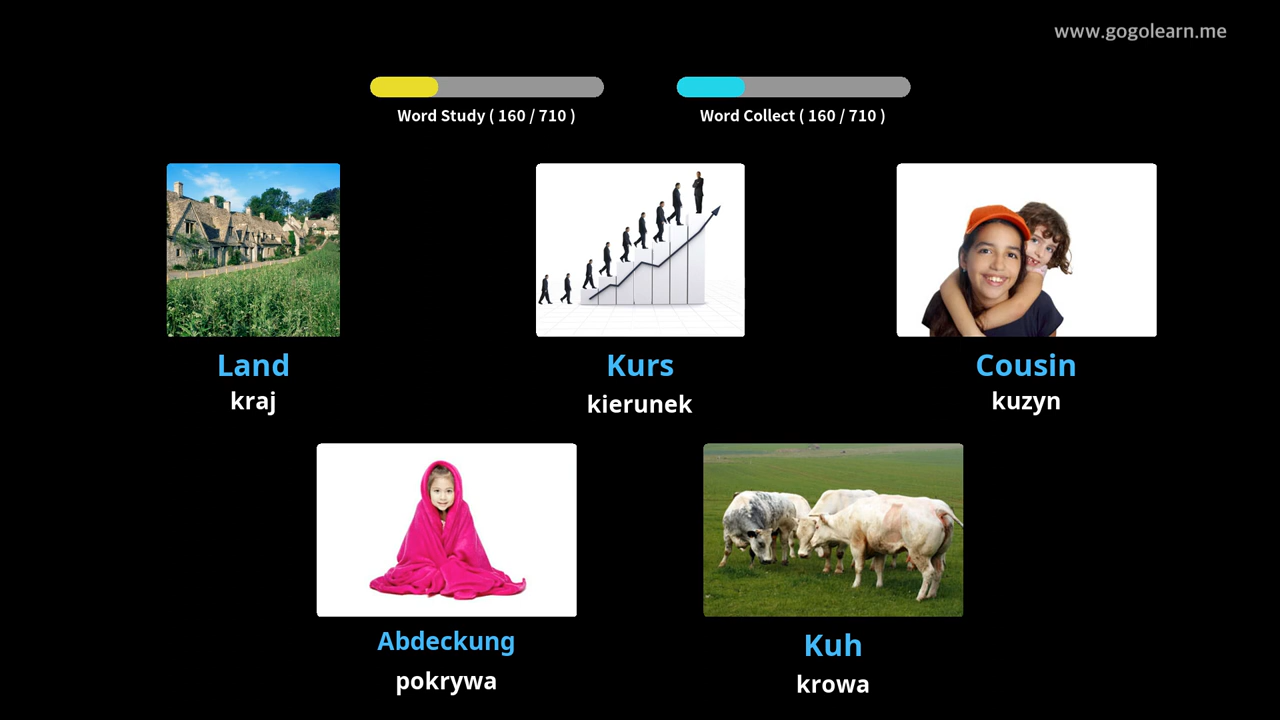 www.gogolearn.me
Word Study ( 160 / 710 )
Word Collect ( 160 / 710 )
Land
kraj
Kurs
kierunek
Cousin
kuzyn
Abdeckung
pokrywa
Kuh
krowa